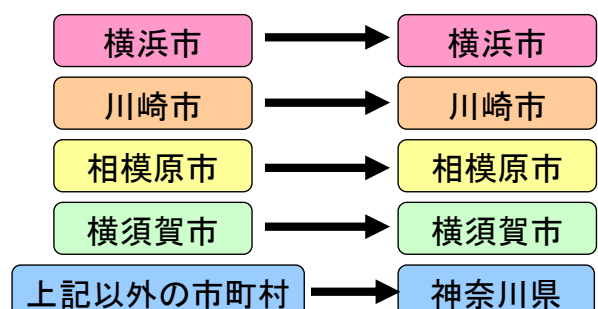 横浜市 横浜市
川崎市 川崎市
相模原市 相模原市
横須賀市 横須賀市
上記以外の市町村 神奈川県